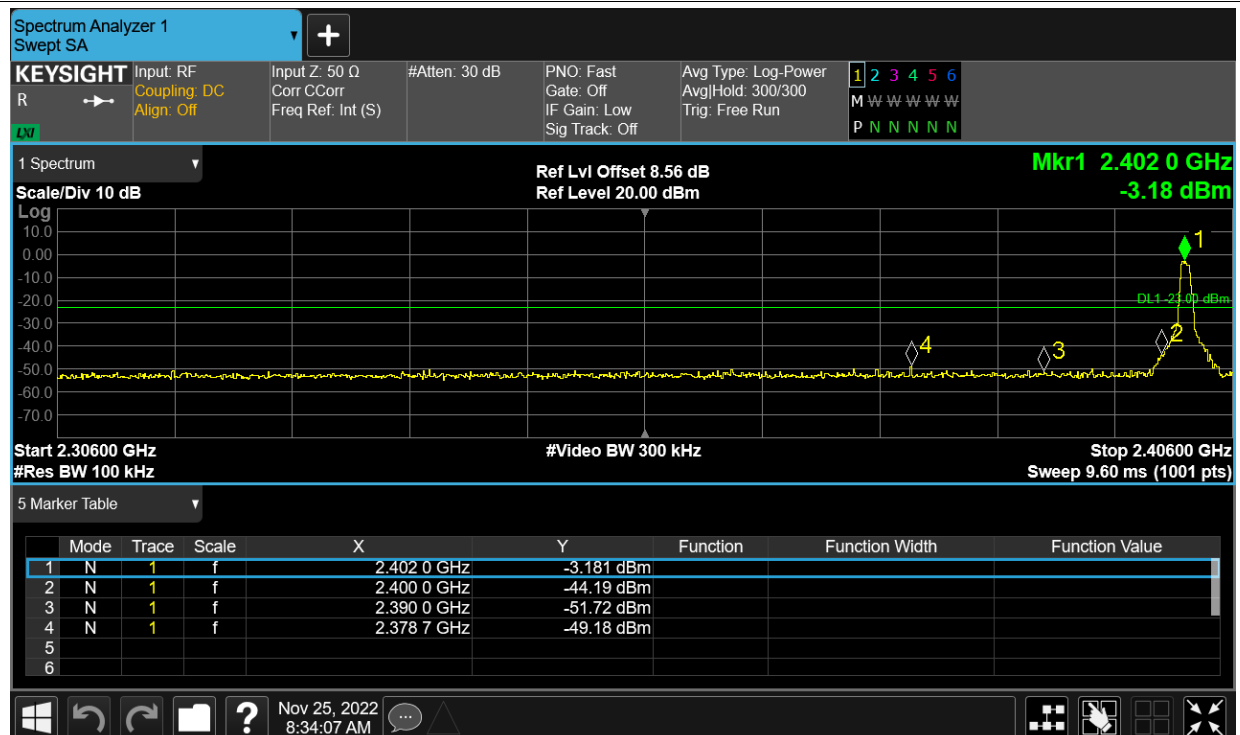 Spectrum Analyzer 1
Swept SA
KEYSIGHT
R
LXI
Input: RF
Coupling: DC
Align: Off
Input Z: 50 Ω
Corr CCorr
Freq Ref: Int (S)
#Atten: 30 dB
PNO: Fast
Gate: Off
IF Gain: Low
Sig Track: Off
Avg Type: Log-Power
Avg|Hold: 300/300
Trig: Free Run
1 2 3 4 5 6
M W W W W W
P N N N N N
1 Spectrum
Scale/Div 10 dB
Ref Lvl Offset 8.56 dB
Ref Level 20.00 dBm
Mkr1 2.402 0 GHz
-3.18 dBm
Log
10.0
0.00
-10.0
-20.0
-30.0
-40.0
-50.0
-60.0
-70.0
1
DL1 -23.00 dBm
2
3
4
Start 2.30600 GHz
#Res BW 100 kHz
#Video BW 300 kHz
Stop 2.40600 GHz
Sweep 9.60 ms (1001 pts)
5 Marker Table
Mode Trace Scale X Y Function Function Width Function Value
1 N 1 f 2.402 0 GHz -3.181 dBm
2 N 1 f 2.400 0 GHz -44.19 dBm
3 N 1 f 2.390 0 GHz -51.72 dBm
4 N 1 f 2.378 7 GHz -49.18 dBm
5
6
?
Nov 25, 2022
8:34:07 AM